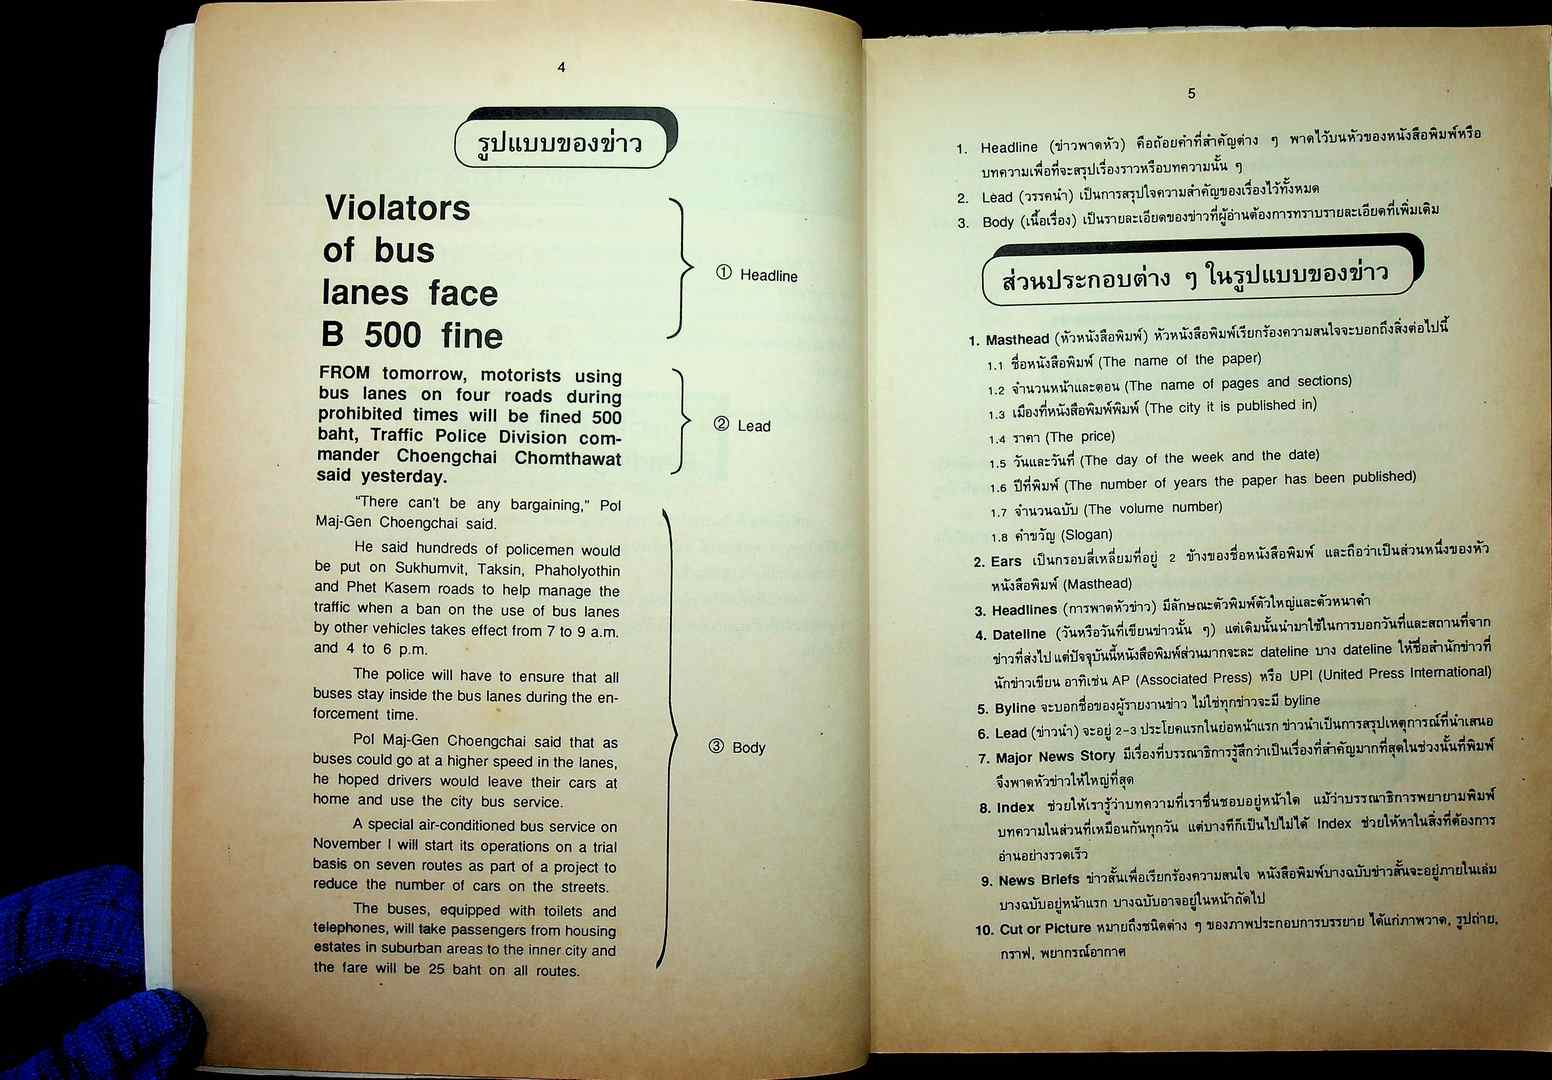 4
รูปแบบของข่าว
Violators
of bus
lanes face
B 500 fine
① Headline
FROM tomorrow, motorists using
bus lanes on four roads during
prohibited times will be fined 500
baht, Traffic Police Division com-
mander Choengchai Chomthawat
said yesterday.
② Lead
"There can't be any bargaining," Pol
Maj-Gen Choengchai said.
He said hundreds of policemen would
be put on Sukhumvit, Taksin, Phaholyothin
and Phet Kasem roads to help manage the
traffic when a ban on the use of bus lanes
by other vehicles takes effect from 7 to 9 a.m.
and 4 to 6 p.m.
The police will have to ensure that all
buses stay inside the bus lanes during the en-
forcement time.
Pol Maj-Gen Choengchai said that as
buses could go at a higher speed in the lanes,
he hoped drivers would leave their cars at
home and use the city bus service.
A special air-conditioned bus service on
November I will start its operations on a trial
basis on seven routes as part of a project to
reduce the number of cars on the streets.
The buses, equipped with toilets and
telephones, will take passengers from housing
estates in suburban areas to the inner city and
the fare will be 25 baht on all routes.
③ Body
5
1. Headline (ข่าวพาดหัว) คือถ้อยคำที่สำคัญต่าง ๆ พาดไว้บนหัวของหนังสือพิมพ์หรือ
บทความเพื่อที่จะสรุปเรื่องราวหรือบทความนั้น ๆ
2. Lead (วรรคนำ) เป็นการสรุปใจความสำคัญของเรื่องไว้ทั้งหมด
3. Body (เนื้อเรื่อง) เป็นรายละเอียดของข่าวที่ผู้อ่านต้องการทราบรายละเอียดที่เพิ่มเติม
ส่วนประกอบต่าง ๆ ในรูปแบบของข่าว
1. Masthead (หัวหนังสือพิมพ์) หัวหนังสือพิมพ์เรียกร้องความสนใจจะบอกถึงสิ่งต่อไปนี้
1.1 ชื่อหนังสือพิมพ์ (The name of the paper)
1.2 จำนวนหน้าและตอน (The name of pages and sections)
1.3 เมืองที่หนังสือพิมพ์พิมพ์ (The city it is published in)
1.4 ราคา (The price)
1.5 วันและวันที่ (The day of the week and the date)
1.6 ปีที่พิมพ์ (The number of years the paper has been published)
1.7 จำนวนฉบับ (The volume number)
1.8 คำขวัญ (Slogan)
2. Ears เป็นกรอบสี่เหลี่ยมที่อยู่ 2 ข้างของชื่อหนังสือพิมพ์ และถือว่าเป็นส่วนหนึ่งของหัว
หนังสือพิมพ์ (Masthead)
3. Headlines (การพาดหัวข่าว) มีลักษณะตัวพิมพ์ตัวใหญ่และตัวหนาดำ
4. Dateline (วันหรือวันที่เขียนข่าวนั้น ๆ) แต่เดิมนั้นนำมาใช้ในการบอกวันที่และสถานที่จาก
ข่าวที่ส่งไป แต่ปัจจุบันนี้หนังสือพิมพ์ส่วนมากจะละ dateline บาง dateline ให้ชื่อสำนักข่าวที่
นักข่าวเขียน อาทิเช่น AP (Associated Press) หรือ UPI (United Press International)
5. Byline จะบอกชื่อของผู้รายงานข่าว ไม่ใช่ทุกข่าวจะมี byline
6. Lead (ข่าวนำ) จะอยู่ 2-3 ประโยคแรกในย่อหน้าแรก ข่าวนำเป็นการสรุปเหตุการณ์ที่นำเสนอ
7. Major News Story มีเรื่องที่บรรณาธิการรู้สึกว่าเป็นเรื่องที่สำคัญมากที่สุดในช่วงนั้นที่พิมพ์
จึงพาดหัวข่าวให้ใหญ่ที่สุด
8. Index ช่วยให้เรารู้ว่าบทความที่เราชื่นชอบอยู่หน้าใด แม้ว่าบรรณาธิการพยายามพิมพ์
บทความในส่วนที่เหมือนกันทุกวัน แต่บางทีก็เป็นไปไม่ได้ Index ช่วยให้หาในสิ่งที่ต้องการ
อ่านอย่างรวดเร็ว
9. News Briefs ข่าวสั้นเพื่อเรียกร้องความสนใจ หนังสือพิมพ์บางฉบับข่าวสั้นจะอยู่ภายในเล่ม
บางฉบับอยู่หน้าแรก บางฉบับอาจอยู่ในหน้าถัดไป
10. Cut or Picture หมายถึงชนิดต่าง ๆ ของภาพประกอบการบรรยาย ได้แก่ภาพวาด, รูปถ่าย,
กราฟ, พยากรณ์อากาศ